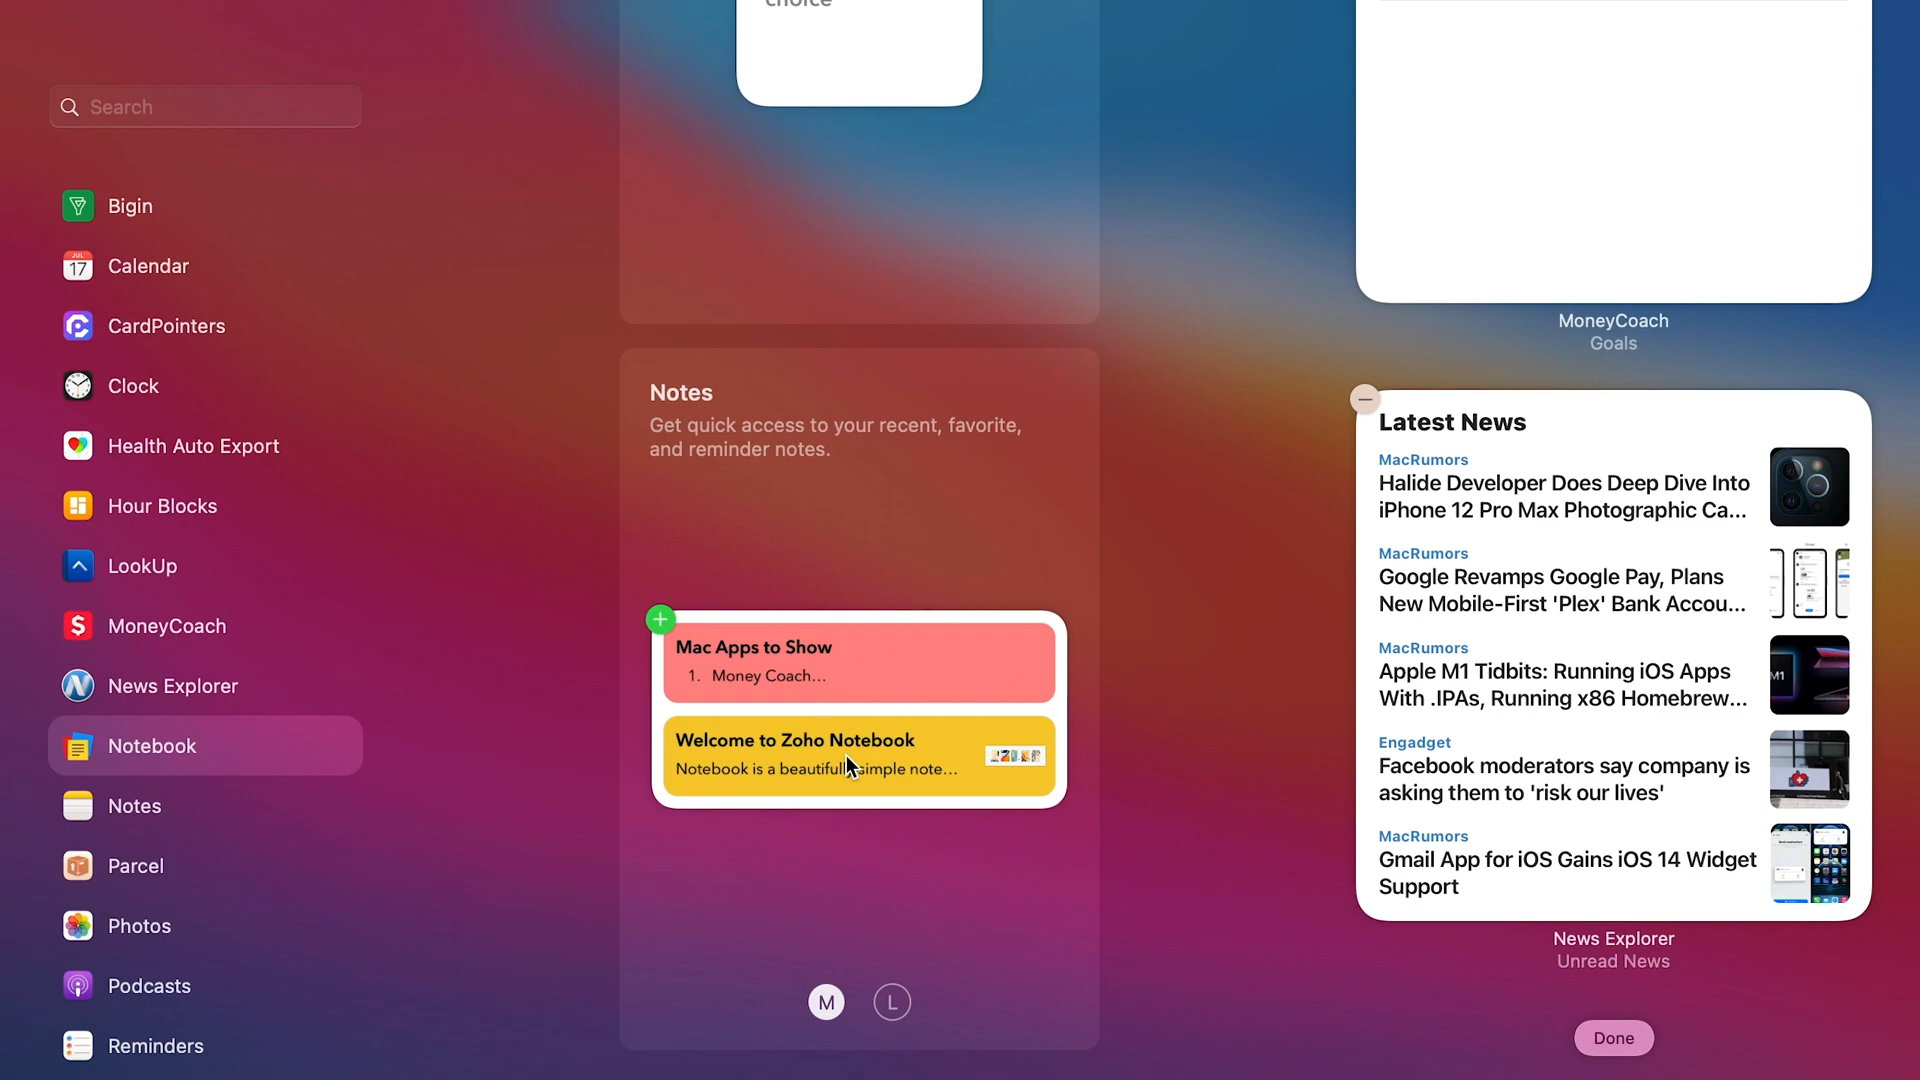 Search
Bigin
JUL
17
Calendar
CardPointers
Clock
Health Auto Export
Hour Blocks
LookUp
MoneyCoach
News Explorer
Notebook
Notes
Parcel
Photos
Podcasts
Reminders
choice
Notes
Get quick access to your recent, favorite,
and reminder notes.
Mac Apps to Show
1. Money Coach...
Welcome to Zoho Notebook
Notebook is a beautifully simple note...
M
L
MoneyCoach
Goals
Latest News
MacRumors
Halide Developer Does Deep Dive Into
iPhone 12 Pro Max Photographic Ca...
MacRumors
Google Revamps Google Pay, Plans
New Mobile-First 'Plex' Bank Accou...
MacRumors
Apple M1 Tidbits: Running iOS Apps
With .IPAs, Running x86 Homebrew...
M1
Engadget
Facebook moderators say company is
asking them to 'risk our lives'
MacRumors
Gmail App for iOS Gains iOS 14 Widget
Support
News Explorer
Unread News
Done